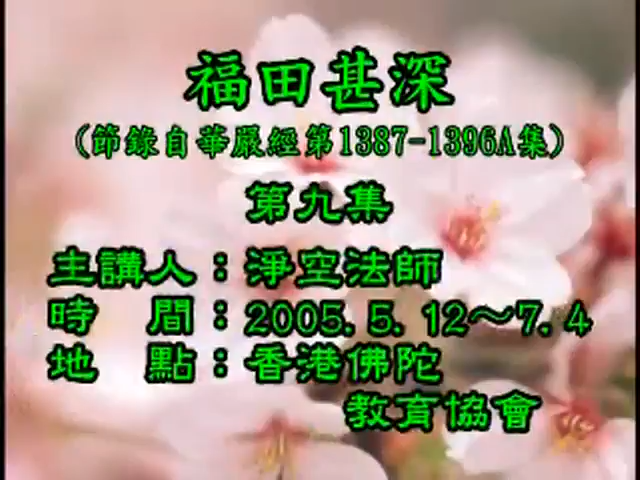 福田甚深
(節錄自華嚴經第1387-1396A集)
第九集
主講人：淨空法師
時　間：2005.5.12～7.4
地　點：香港佛陀
教育協會